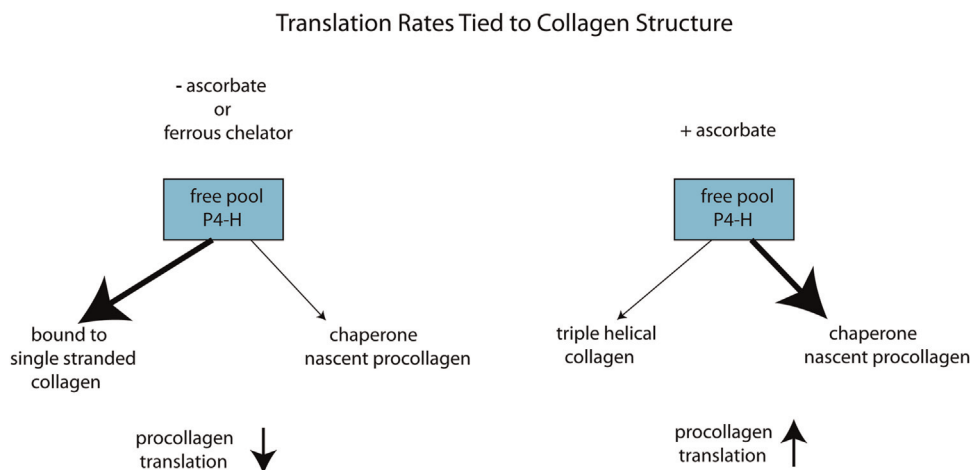 Translation Rates Tied to Collagen Structure
- ascorbate
or
ferrous chelator
free pool
P4-H
bound to
single stranded
collagen
chaperone
nascent procollagen
procollagen
translation
+ ascorbate
free pool
P4-H
triple helical
collagen
chaperone
nascent procollagen
procollagen
translation